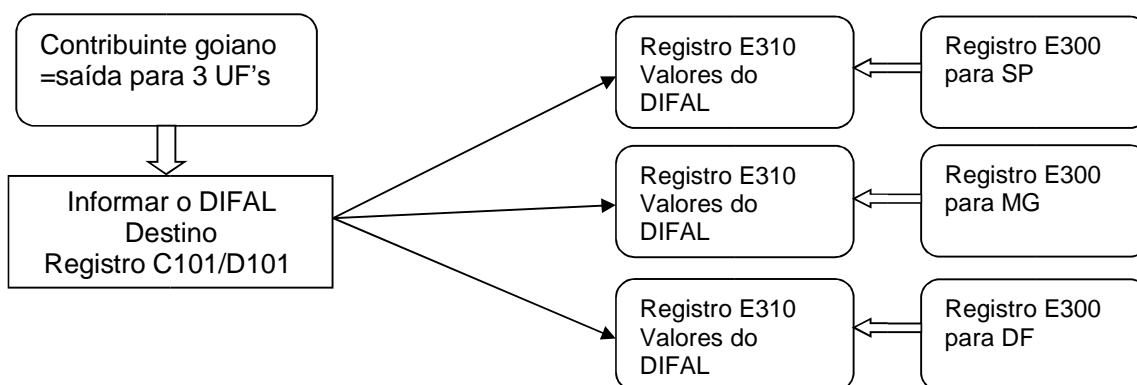 Contribuinte goiano
=saída para 3 UF’s
Informar o DIFAL
Destino
Registro C101/D101
Registro E310
Valores do
DIFAL
Registro E300
para SP
Registro E310
Valores do
DIFAL
Registro E300
para MG
Registro E310
Valores do
DIFAL
Registro E300
para DF